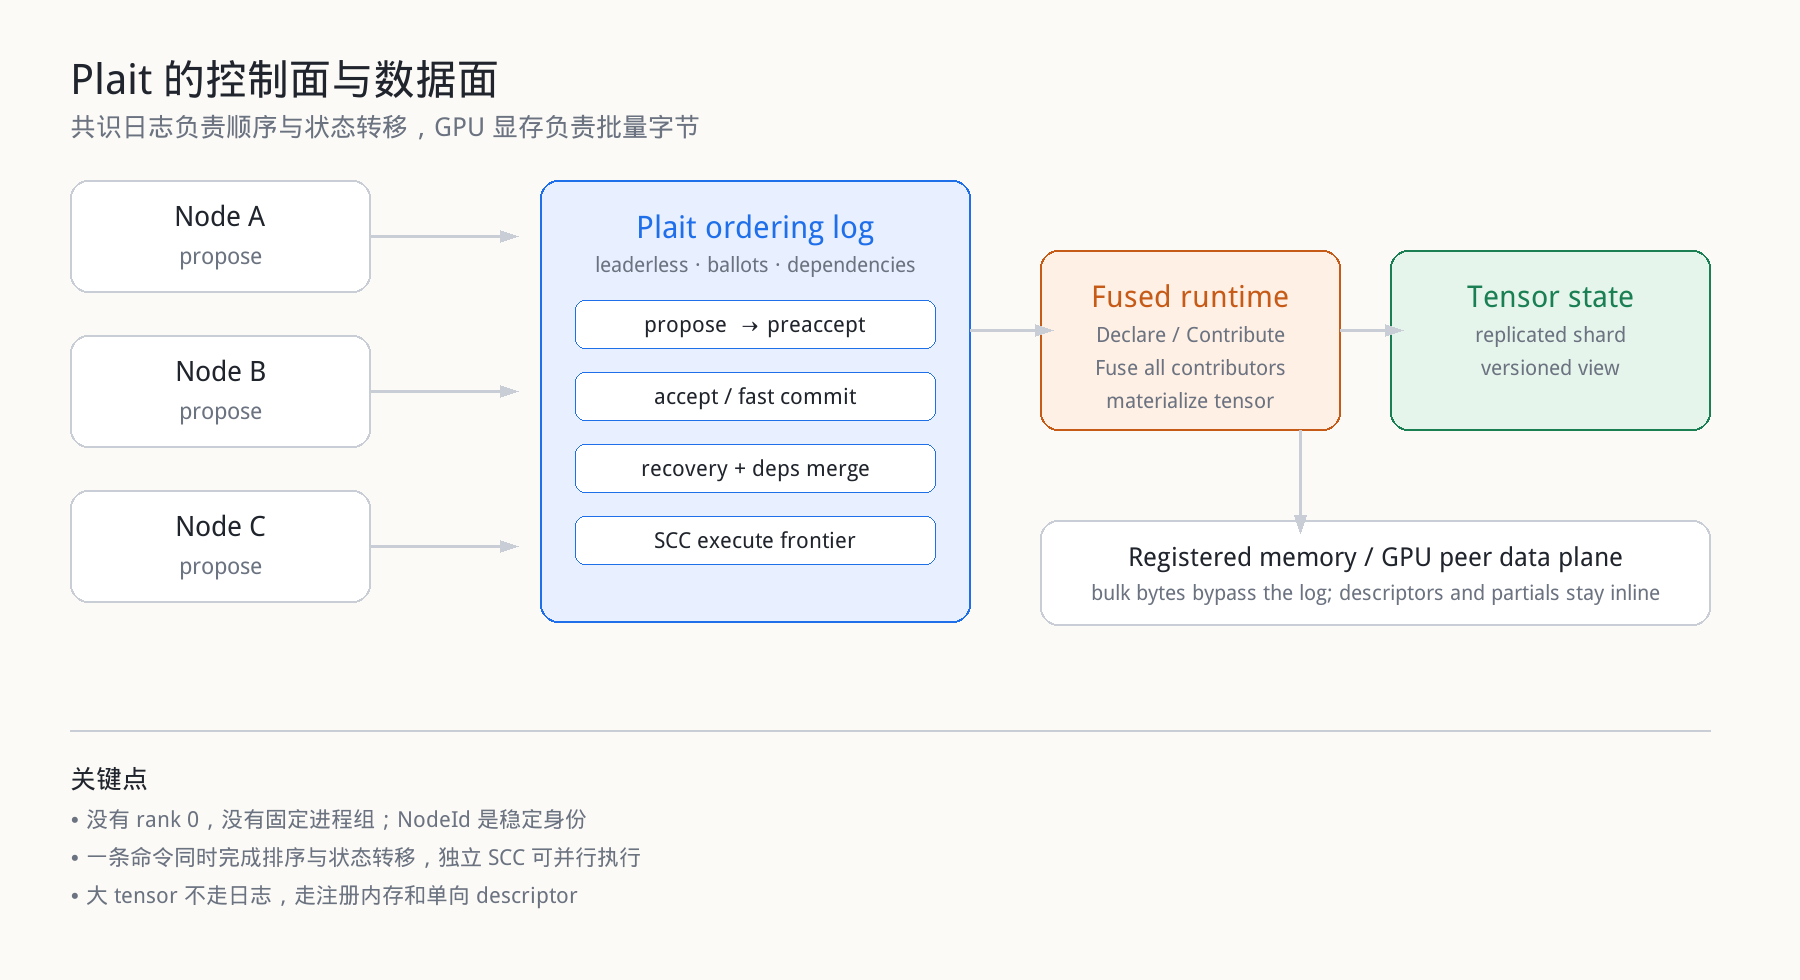 Plait 的控制面与数据面
共识日志负责顺序与状态转移，GPU 显存负责批量字节
Node A
propose
Node B
propose
Node C
propose
Plait ordering log
leaderless · ballots · dependencies
propose → preaccept
accept / fast commit
recovery + deps merge
SCC execute frontier
Fused runtime
Declare / Contribute
Fuse all contributors
materialize tensor
Tensor state
replicated shard
versioned view
Registered memory / GPU peer data plane
bulk bytes bypass the log; descriptors and partials stay inline
关键点
• 没有 rank 0，没有固定进程组；NodeId 是稳定身份
• 一条命令同时完成排序与状态转移，独立 SCC 可并行执行
• 大 tensor 不走日志，走注册内存和单向 descriptor